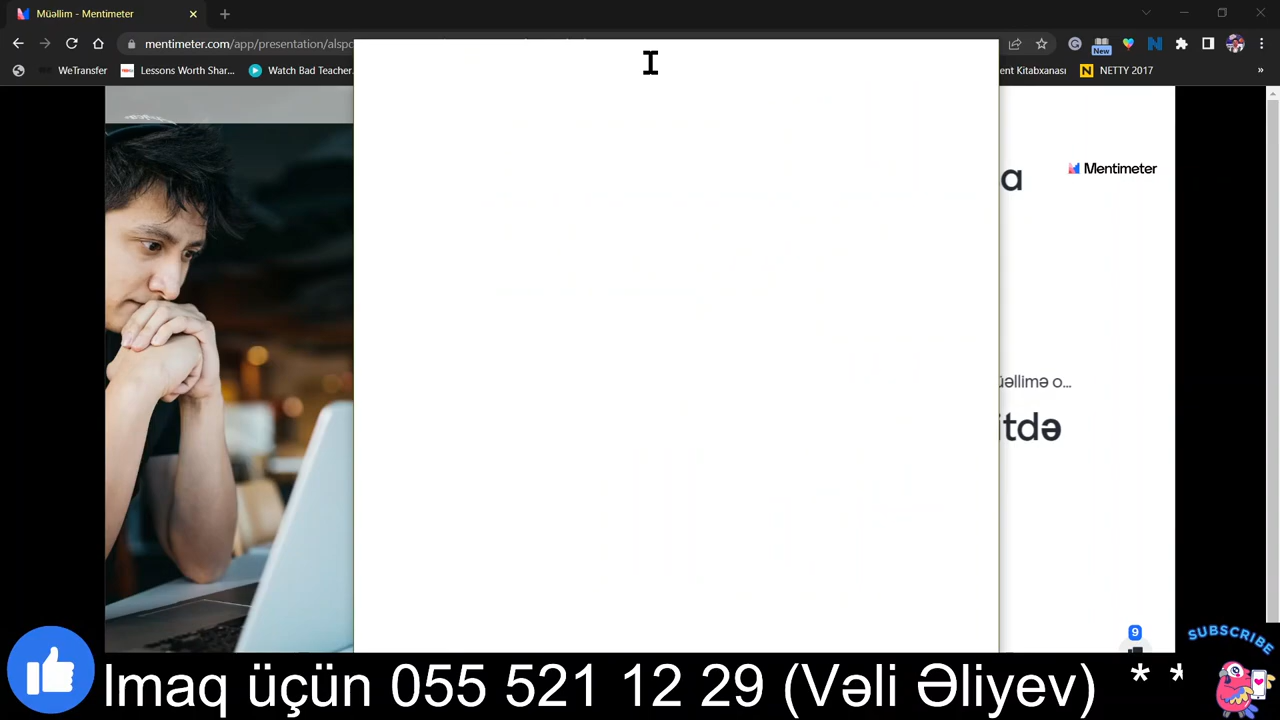 Müəllim - Mentimeter
mentimeter.com/app/presentation/alspc
New
WeTransfer
Lessons Worth Shar...
Watch Bad Teacher.
ent Kitabxanası
NETTY 2017
»
a
Mentimeter
üəllimə o...
itdə
9
SUBSCRIBE
lmaq üçün 055 521 12 29 (Vəli Əliyev) * *